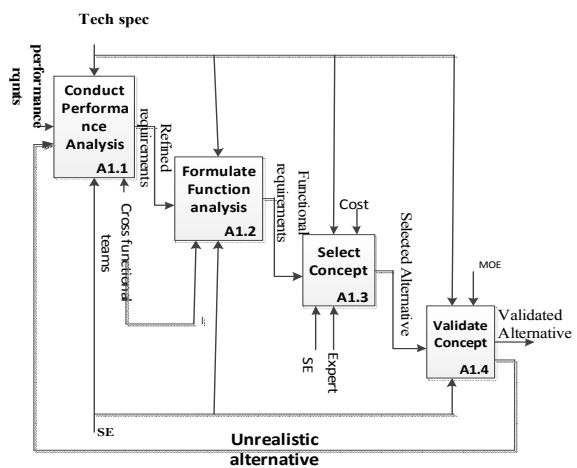 Tech spec
performance
rqmts
Conduct
Performa
nce
Analysis
A1.1
Refined
requirements
Formulate
Function
analysis
A1.2
Cross functional
teams
Functional
requirements
Cost
Select
Concept
A1.3
Selected Alternative
MOE
Validate
Concept
A1.4
Validated
Alternative
SE
Expert
SE
Unrealistic
alternative